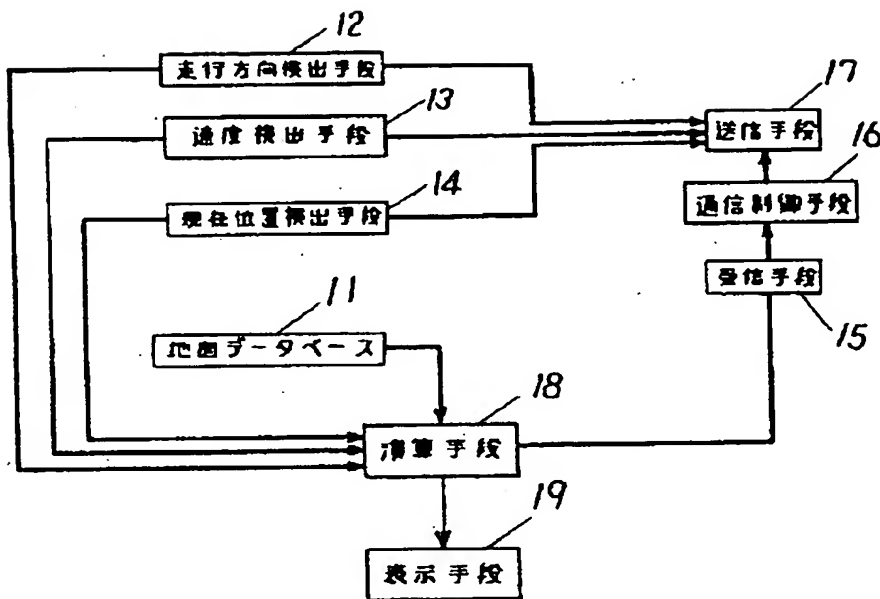 12
走行方向検出手段
13
速度検出手段
14
現在位置検出手段
17
送信手段
16
通信制御手段
受信手段
15
11
地図データベース
18
演算手段
19
表示手段